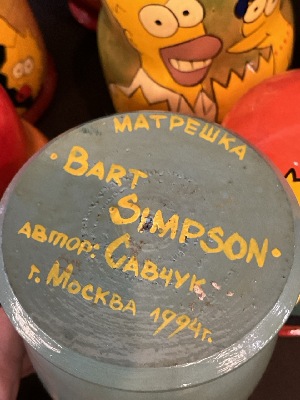 МАТРЕШКА
·BART
SIMPSON·
АВТОР: САВЧУК
г. МОСКВА 1994г.